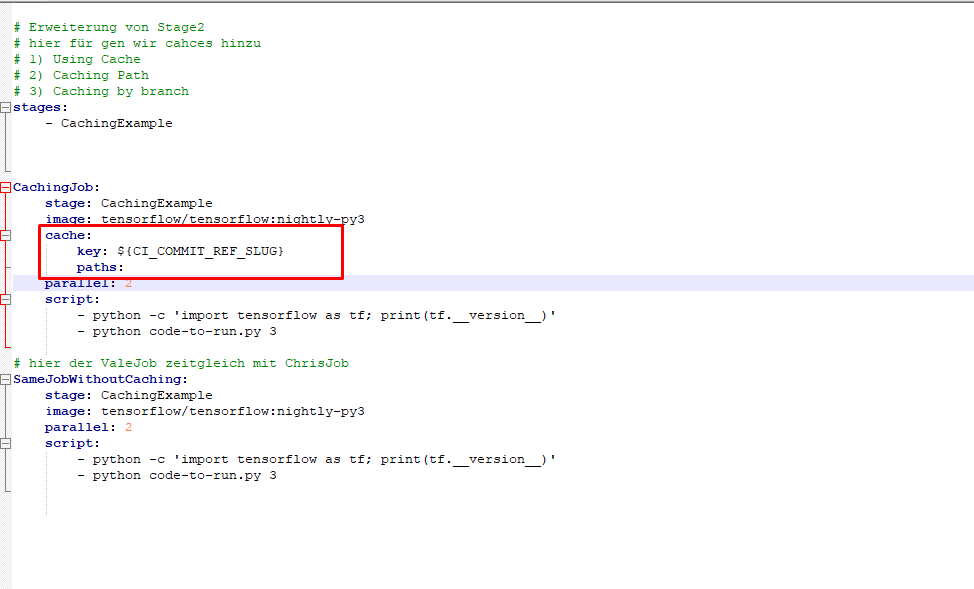 # Erweiterung von Stage2
# hier für gen wir cahces hinzu
# 1) Using Cache
# 2) Caching Path
# 3) Caching by branch
stages:
    - CachingExample
CachingJob:
    stage: CachingExample
    image: tensorflow/tensorflow:nightly-py3
    cache:
        key: ${CI_COMMIT_REF_SLUG}
        paths:
    parallel: 2
    script:
        - python -c 'import tensorflow as tf; print(tf.__version__)'
        - python code-to-run.py 3
# hier der ValeJob zeitgleich mit ChrisJob
SameJobWithoutCaching:
    stage: CachingExample
    image: tensorflow/tensorflow:nightly-py3
    parallel: 2
    script:
        - python -c 'import tensorflow as tf; print(tf.__version__)'
        - python code-to-run.py 3